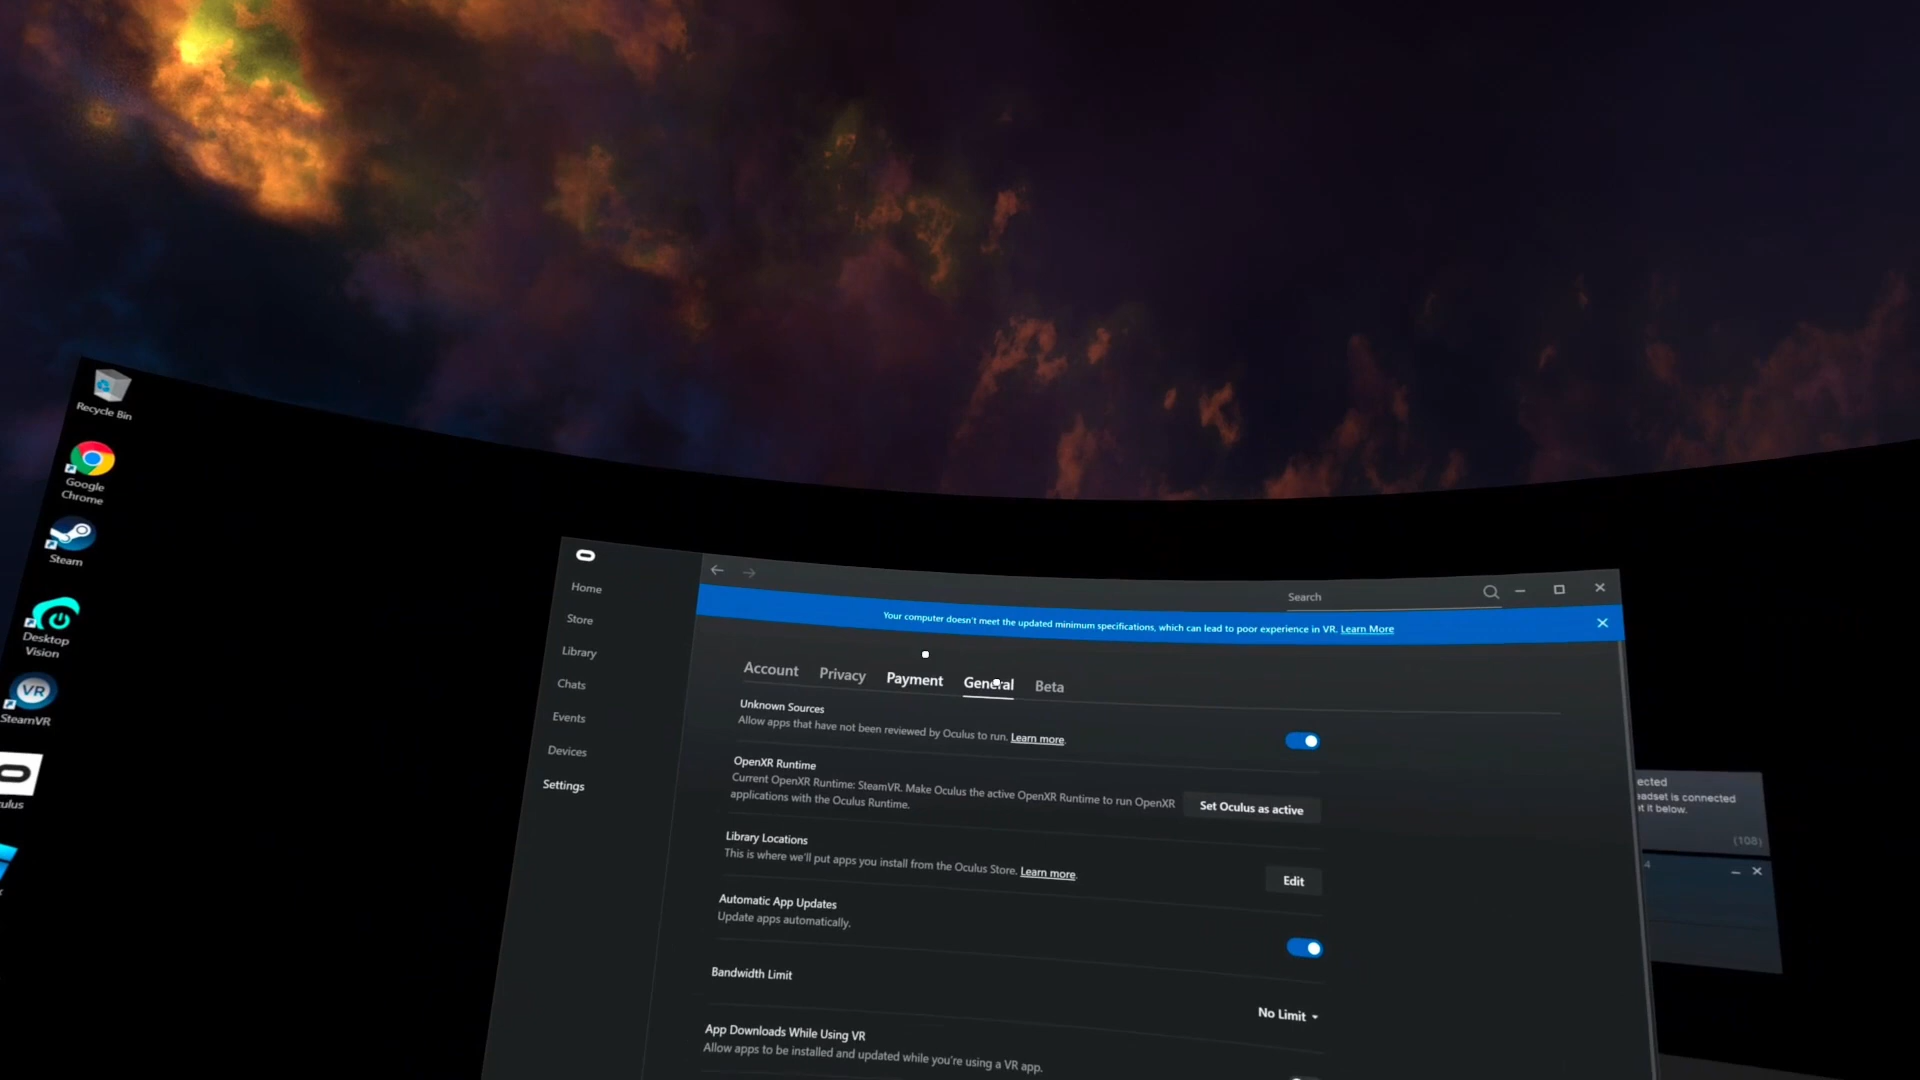 Recycle Bin
Google
Chrome
Steam
Desktop
Vision
VR
SteamVR
Home
Store
Library
Chats
Events
Devices
Settings
Search
Your computer doesn't meet the updated minimum specifications, which can lead to poor experience in VR. Learn More
Account Privacy Payment General Beta
Unknown Sources
Allow apps that have not been reviewed by Oculus to run. Learn more.
OpenXR Runtime
Current OpenXR Runtime: SteamVR. Make Oculus the active OpenXR Runtime to run OpenXR
applications with the Oculus Runtime.
Set Oculus as active
Library Locations
This is where we'll put apps you install from the Oculus Store. Learn more.
Edit
Automatic App Updates
Update apps automatically.
Bandwidth Limit
No Limit
App Downloads While Using VR
Allow apps to be installed and updated while you're using a VR app.
ected
eadset is connected
t it below.
(108)